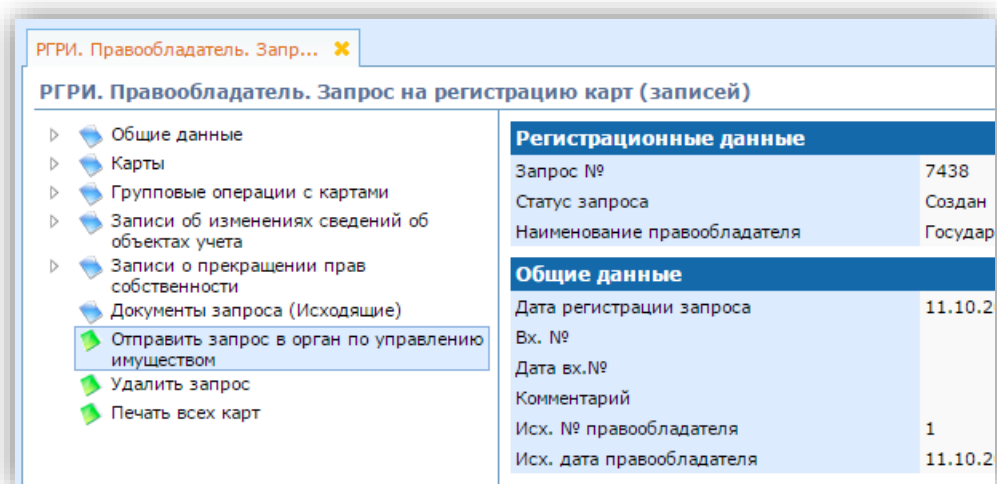 РГРИ. Правообладатель. Запр...
РГРИ. Правообладатель. Запрос на регистрацию карт (записей)
Общие данные
Карты
Групповые операции с картами
Записи об изменениях сведений об
объектах учета
Записи о прекращении прав
собственности
Документы запроса (Исходящие)
Отправить запрос в орган по управлению
имуществом
Удалить запрос
Печать всех карт
Регистрационные данные
Запрос № 7438
Статус запроса Создан
Наименование правообладателя Государ
Общие данные
Дата регистрации запроса 11.10.2
Вх. №
Дата вх.№
Комментарий
Исх. № правообладателя 1
Исх. дата правообладателя 11.10.2